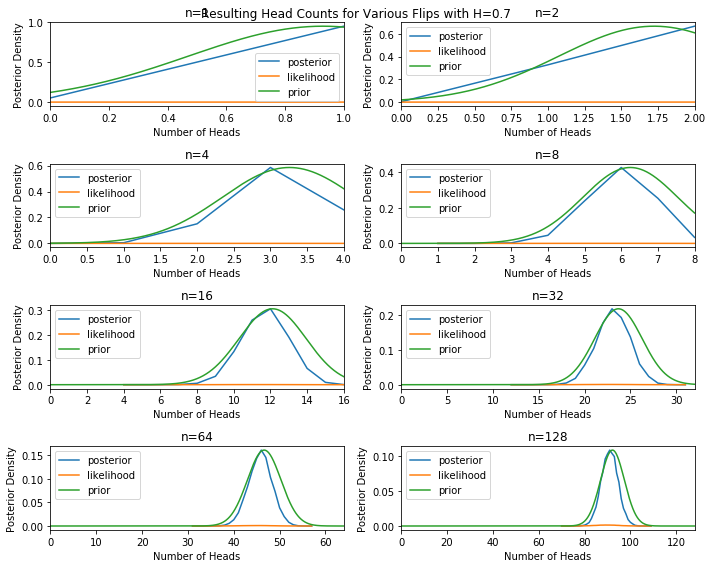 Resulting Head Counts for Various Flips with H=0.7
Posterior Density
1.0
0.5
0.0
posterior
likelihood
prior
0.0 0.2 0.4 0.6 0.8 1.0
Number of Heads
n=2
Posterior Density
0.6
0.4
0.2
0.0
posterior
likelihood
prior
0.00 0.25 0.50 0.75 1.00 1.25 1.50 1.75 2.00
Number of Heads
n=4
Posterior Density
0.6
0.4
0.2
0.0
posterior
likelihood
prior
0.0 0.5 1.0 1.5 2.0 2.5 3.0 3.5 4.0
Number of Heads
n=8
Posterior Density
0.4
0.2
0.0
posterior
likelihood
prior
0 1 2 3 4 5 6 7 8
Number of Heads
n=16
Posterior Density
0.3
0.2
0.1
0.0
posterior
likelihood
prior
0 2 4 6 8 10 12 14 16
Number of Heads
n=32
Posterior Density
0.2
0.1
0.0
posterior
likelihood
prior
0 5 10 15 20 25 30
Number of Heads
n=64
Posterior Density
0.15
0.10
0.05
0.00
posterior
likelihood
prior
0 10 20 30 40 50 60
Number of Heads
n=128
Posterior Density
0.10
0.05
0.00
posterior
likelihood
prior
0 20 40 60 80 100 120
Number of Heads